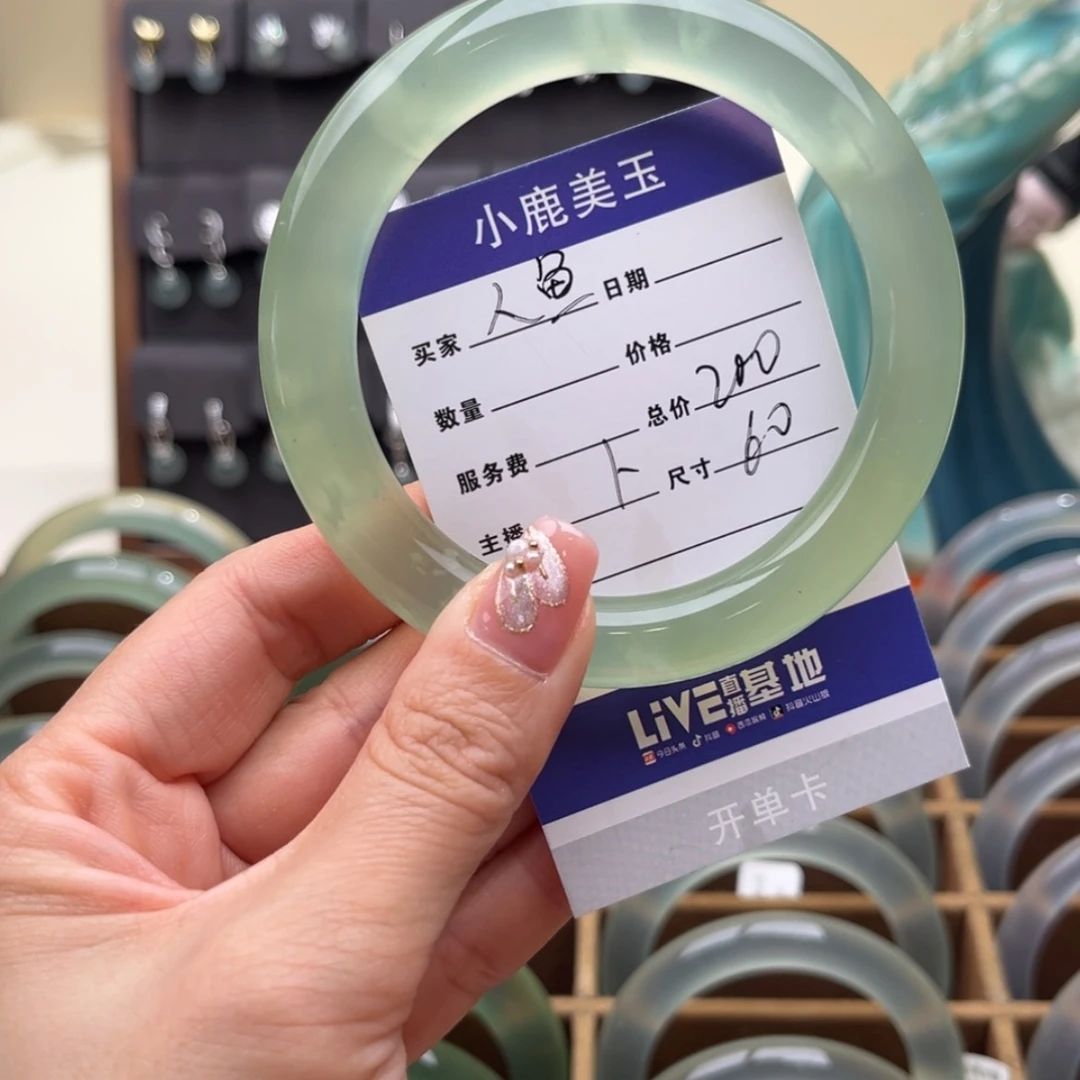 小鹿美玉
买家 人鱼 日期
数量 价格
服务费 总价 200
主播 卜 尺寸 60
LiVE直播基地
今日头条 抖音 西瓜视频 抖音火山版
开单卡